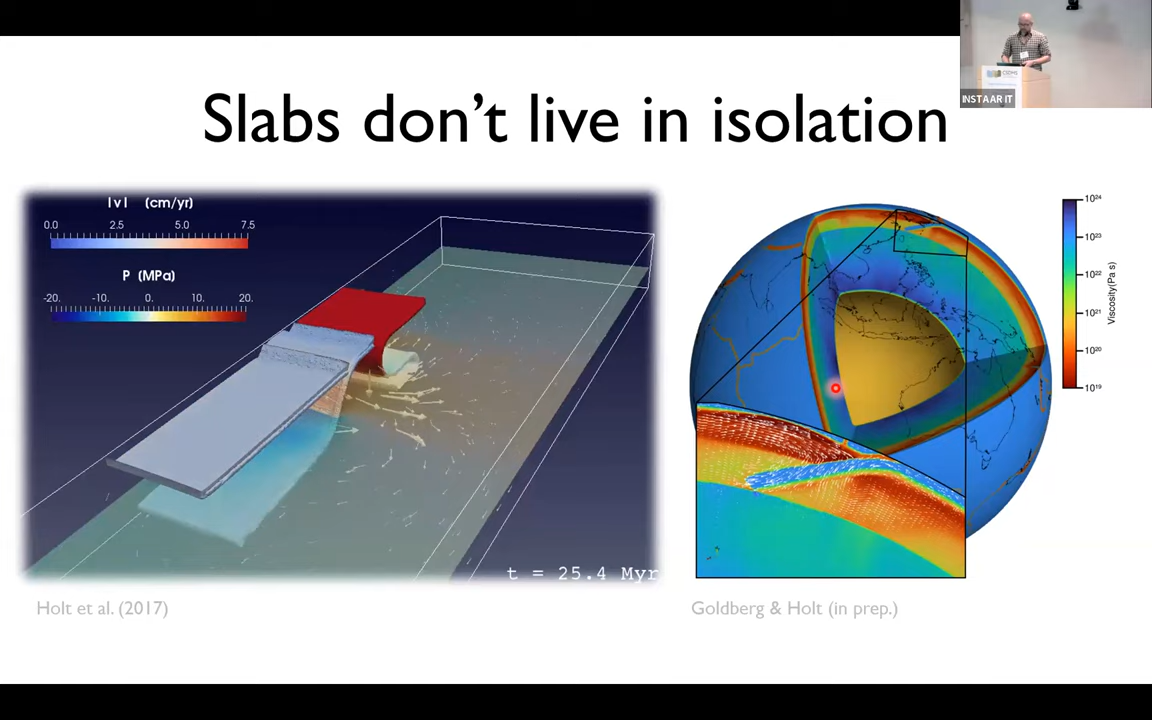 Slabs don't live in isolation
INSTAAR IT
CSDMS
|v| (cm/yr)
0.0 2.5 5.0 7.5
P (MPa)
-20. -10. 0. 10. 20.
t = 25.4 Myr
Holt et al. (2017)
10²⁴
10²³
10²²
10²¹
10²⁰
10¹⁹
Viscosity(Pa s)
Goldberg & Holt (in prep.)